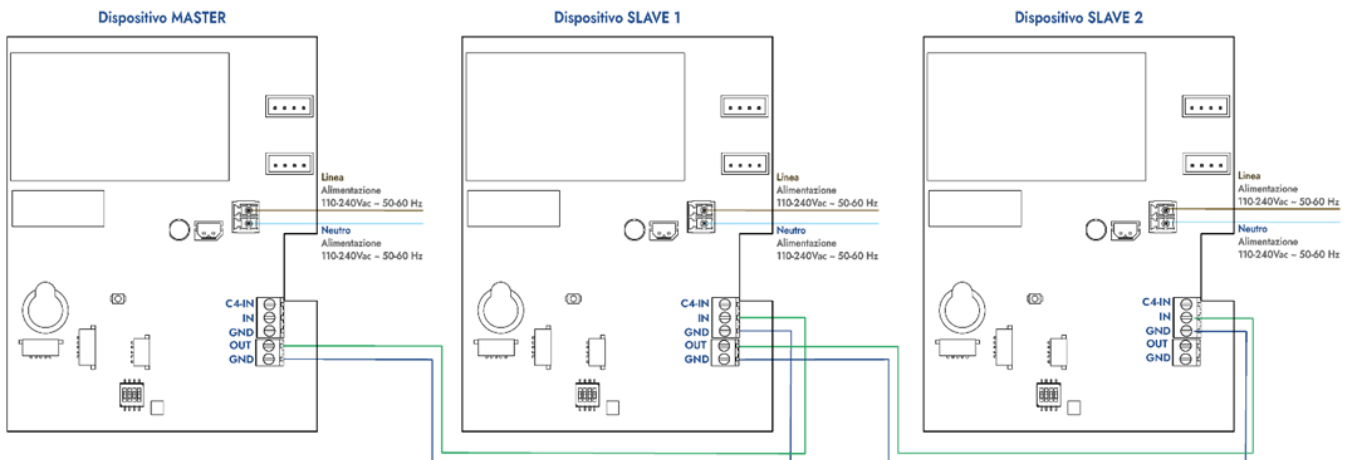 Dispositivo MASTER
Linea
Alimentazione
110-240Vac ~ 50-60 Hz
Neutro
Alimentazione
110-240Vac ~ 50-60 Hz
C4-IN
IN
GND
OUT
GND
Dispositivo SLAVE 1
Linea
Alimentazione
110-240Vac ~ 50-60 Hz
Neutro
Alimentazione
110-240Vac ~ 50-60 Hz
C4-IN
IN
GND
OUT
GND
Dispositivo SLAVE 2
Linea
Alimentazione
110-240Vac ~ 50-60 Hz
Neutro
Alimentazione
110-240Vac ~ 50-60 Hz
C4-IN
IN
GND
OUT
GND